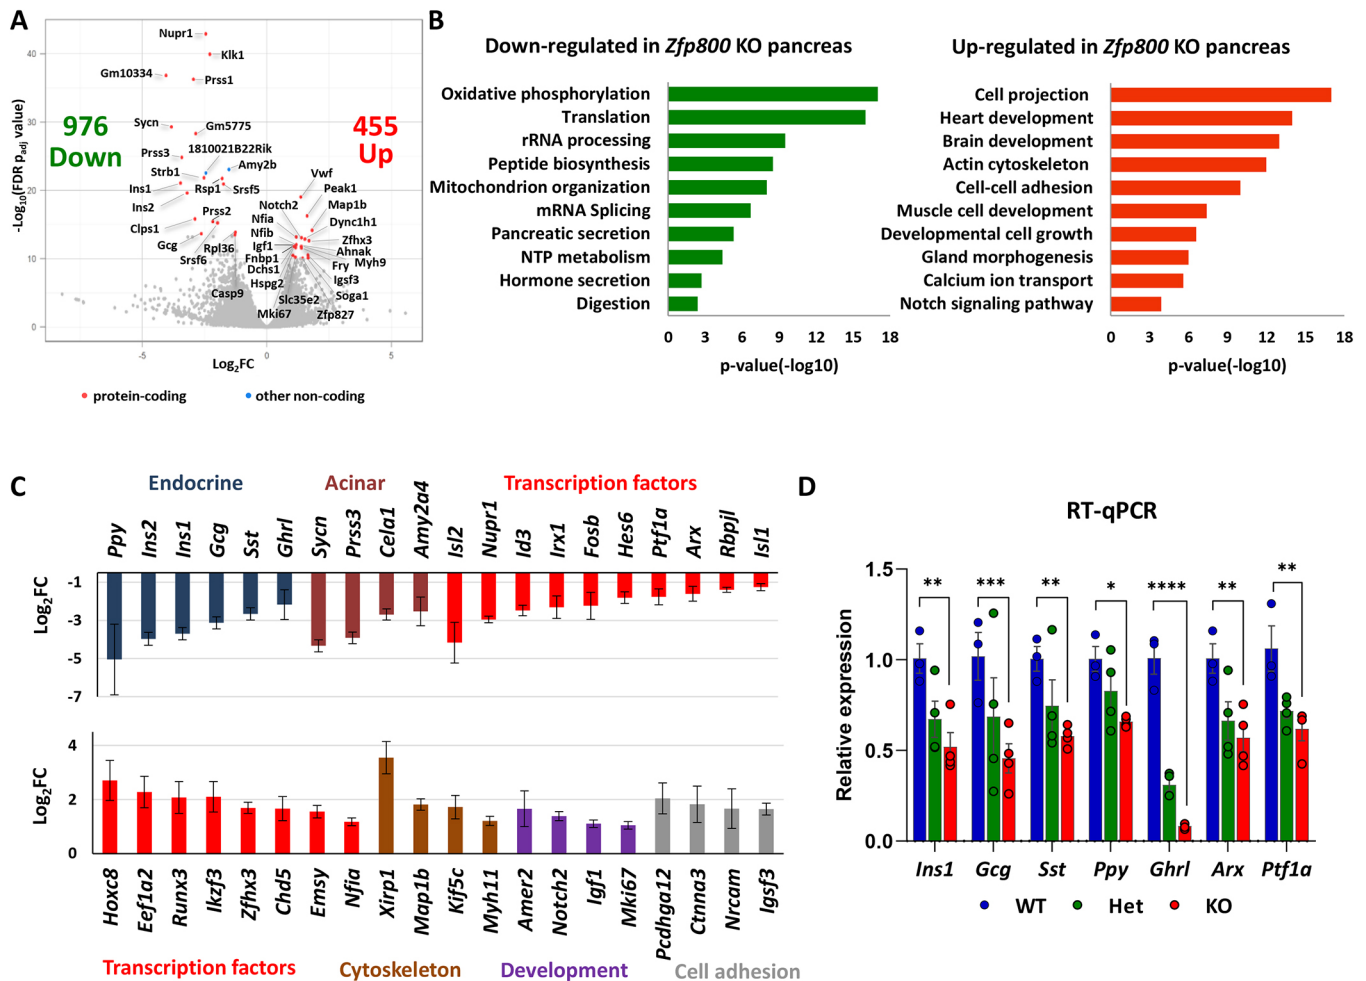 A
-Log10(FDR padj value)
40
30
20
10
0
-5
0
5
Log2FC
976
Down
455
Up
Nupr1
Klk1
Gm10334
Prss1
Sycn
Gm5775
1810021B22Rik
Prss3
Amy2b
Strb1
Ins1
Rsp1
Srsf5
Ins2
Prss2
Clps1
Gcg
Rpl36
Srsf6
Casp9
Vwf
Peak1
Notch2
Map1b
Nfia
Dync1h1
Nfib
Zfhx3
Igf1
Ahnak
Fnbp1
Myh9
Dchs1
Fry
Hspg2
Igsf3
Slc35e2
Soga1
Mki67
Zfp827
protein-coding
other non-coding
B
Down-regulated in Zfp800 KO pancreas
Oxidative phosphorylation
Translation
rRNA processing
Peptide biosynthesis
Mitochondrion organization
mRNA Splicing
Pancreatic secretion
NTP metabolism
Hormone secretion
Digestion
0 3 6 9 12 15 18
p-value(-log10)
Up-regulated in Zfp800 KO pancreas
Cell projection
Heart development
Brain development
Actin cytoskeleton
Cell-cell adhesion
Muscle cell development
Developmental cell growth
Gland morphogenesis
Calcium ion transport
Notch signaling pathway
0 3 6 9 12 15 18
p-value(-log10)
C
Endocrine Acinar Transcription factors
Ppy Ins2 Ins1 Gcg Sst Ghrl Sycn Prss3 Cela1 Amy2a4 Isl2 Nupr1 Id3 Irx1 Fosb Hes6 Ptf1a Arx Rbpjl Isl1
Log2FC
-1
-3
-5
-7
Log2FC
4
2
0
Hoxc8 Eef1a2 Runx3 Ikzf3 Zfhx3 Chd5 Emsy Nfia Xirp1 Map1b Kif5c Myh11 Amer2 Notch2 Igf1 Mki67 Pcdhga12 Ctnna3 Nrcam Igsf3
Transcription factors Cytoskeleton Development Cell adhesion
D
RT-qPCR
Relative expression
1.5
1.0
0.5
0.0
** *** ** * **** ** **
Ins1 Gcg Sst Ppy Ghrl Arx Ptf1a
WT Het KO